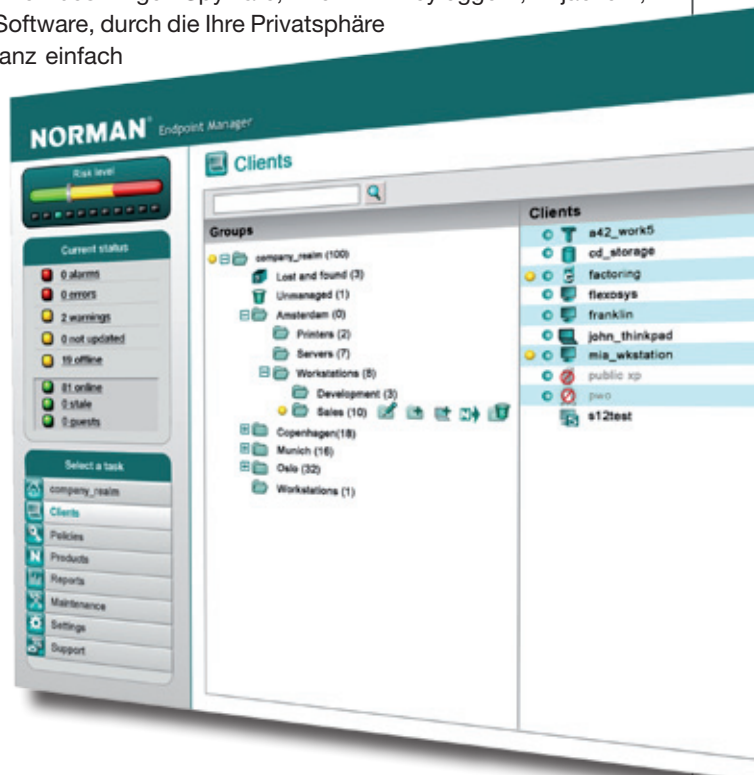 Software, durch die Ihre Privatsphäre
anz einfach
NORMAN® Endpoint Manager
Risk level
Current status
0 alarms
0 errors
2 warnings
0 not updated
19 offline
81 online
0 stale
0 guests
Select a task
company_realm
Clients
Policies
Products
Reports
Maintenance
Settings
Support
Clients
Groups
company_realm (100)
Lost and found (3)
Unmanaged (1)
Amsterdam (0)
Printers (2)
Servers (7)
Workstations (8)
Development (3)
Sales (10)
Copenhagen(18)
Munich (16)
Oslo (32)
Workstations (1)
Clients
a42_work5
cd_storage
factoring
flexosys
franklin
john_thinkpad
mia_wkstation
public xp
pwo
s12test